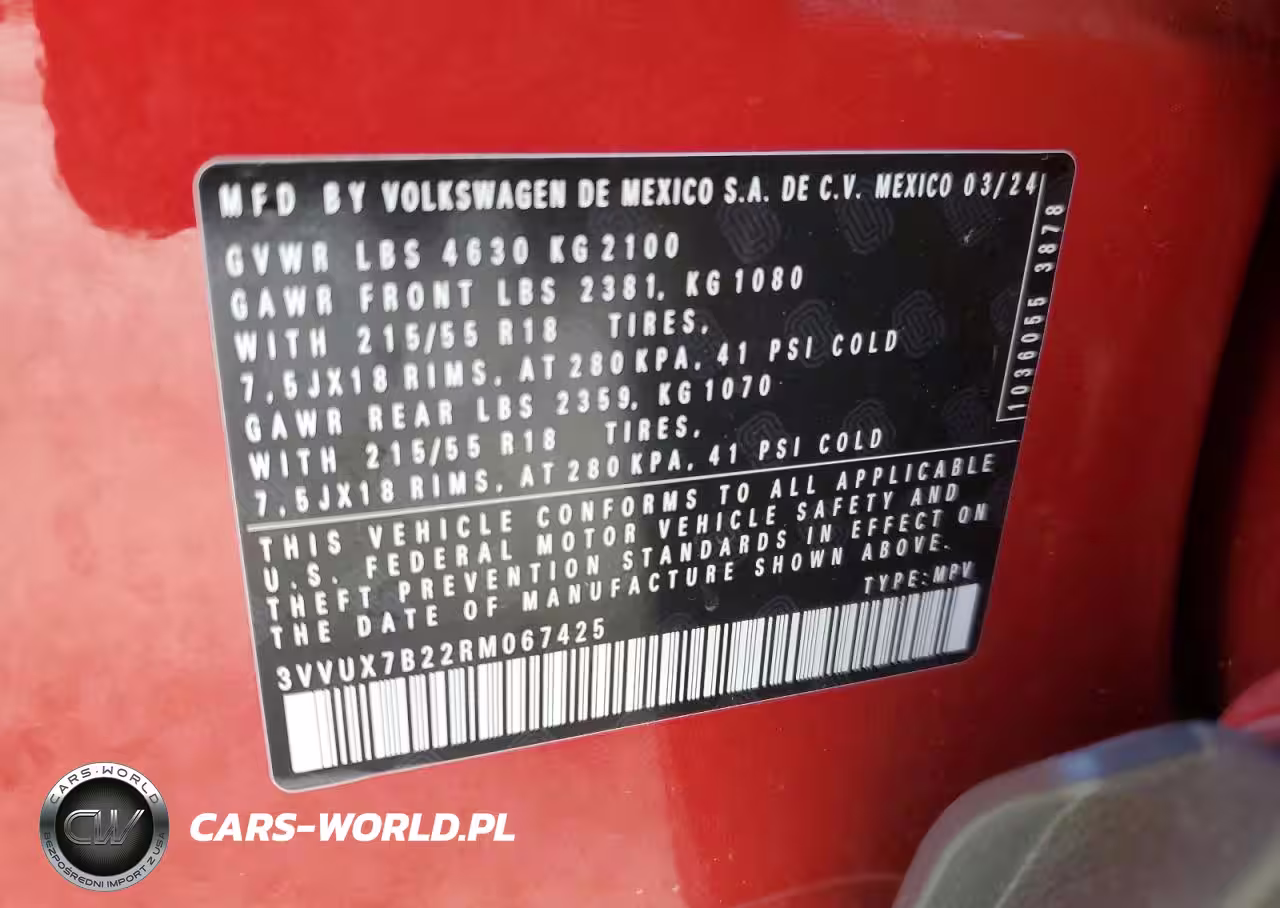 MFD BY VOLKSWAGEN DE MEXICO S.A. DE C.V. MEXICO 03/24
GVWR LBS 4630 KG 2100
GAWR FRONT LBS 2381, KG 1080
WITH 215/55 R18 TIRES,
7,5JX18 RIMS, AT 280 KPA, 41 PSI COLD
GAWR REAR LBS 2359, KG 1070
WITH 215/55 R18 TIRES,
7,5JX18 RIMS, AT 280 KPA, 41 PSI COLD
1036055 3878
THIS VEHICLE CONFORMS TO ALL APPLICABLE
U.S. FEDERAL MOTOR VEHICLE SAFETY AND
THEFT PREVENTION STANDARDS IN EFFECT ON
THE DATE OF MANUFACTURE SHOWN ABOVE.
TYPE:MPV
3VVUX7B22RM067425
CARS-WORLD
CW
BEZPOŚREDNI IMPORT Z USA
CARS-WORLD.PL